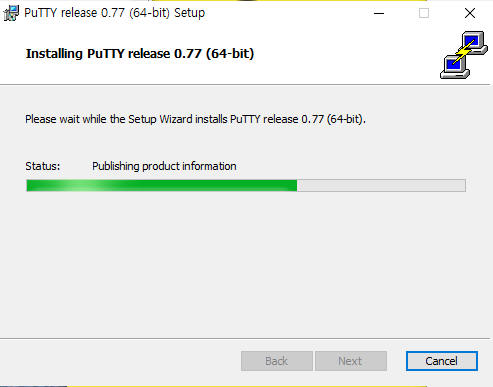 PuTTY release 0.77 (64-bit) Setup
Installing PuTTY release 0.77 (64-bit)
Please wait while the Setup Wizard installs PuTTY release 0.77 (64-bit).
Status: Publishing product information
Back Next Cancel